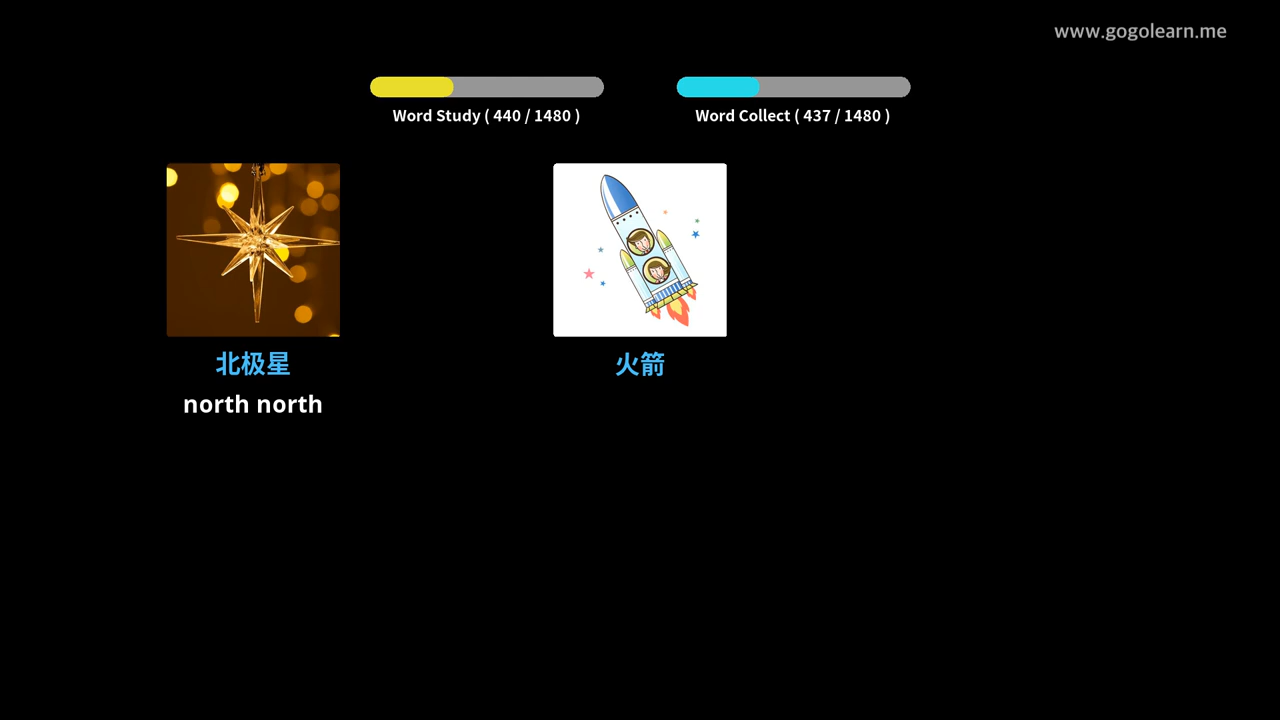 www.gogolearn.me
Word Study ( 440 / 1480 )
Word Collect ( 437 / 1480 )
北极星
火箭
north north